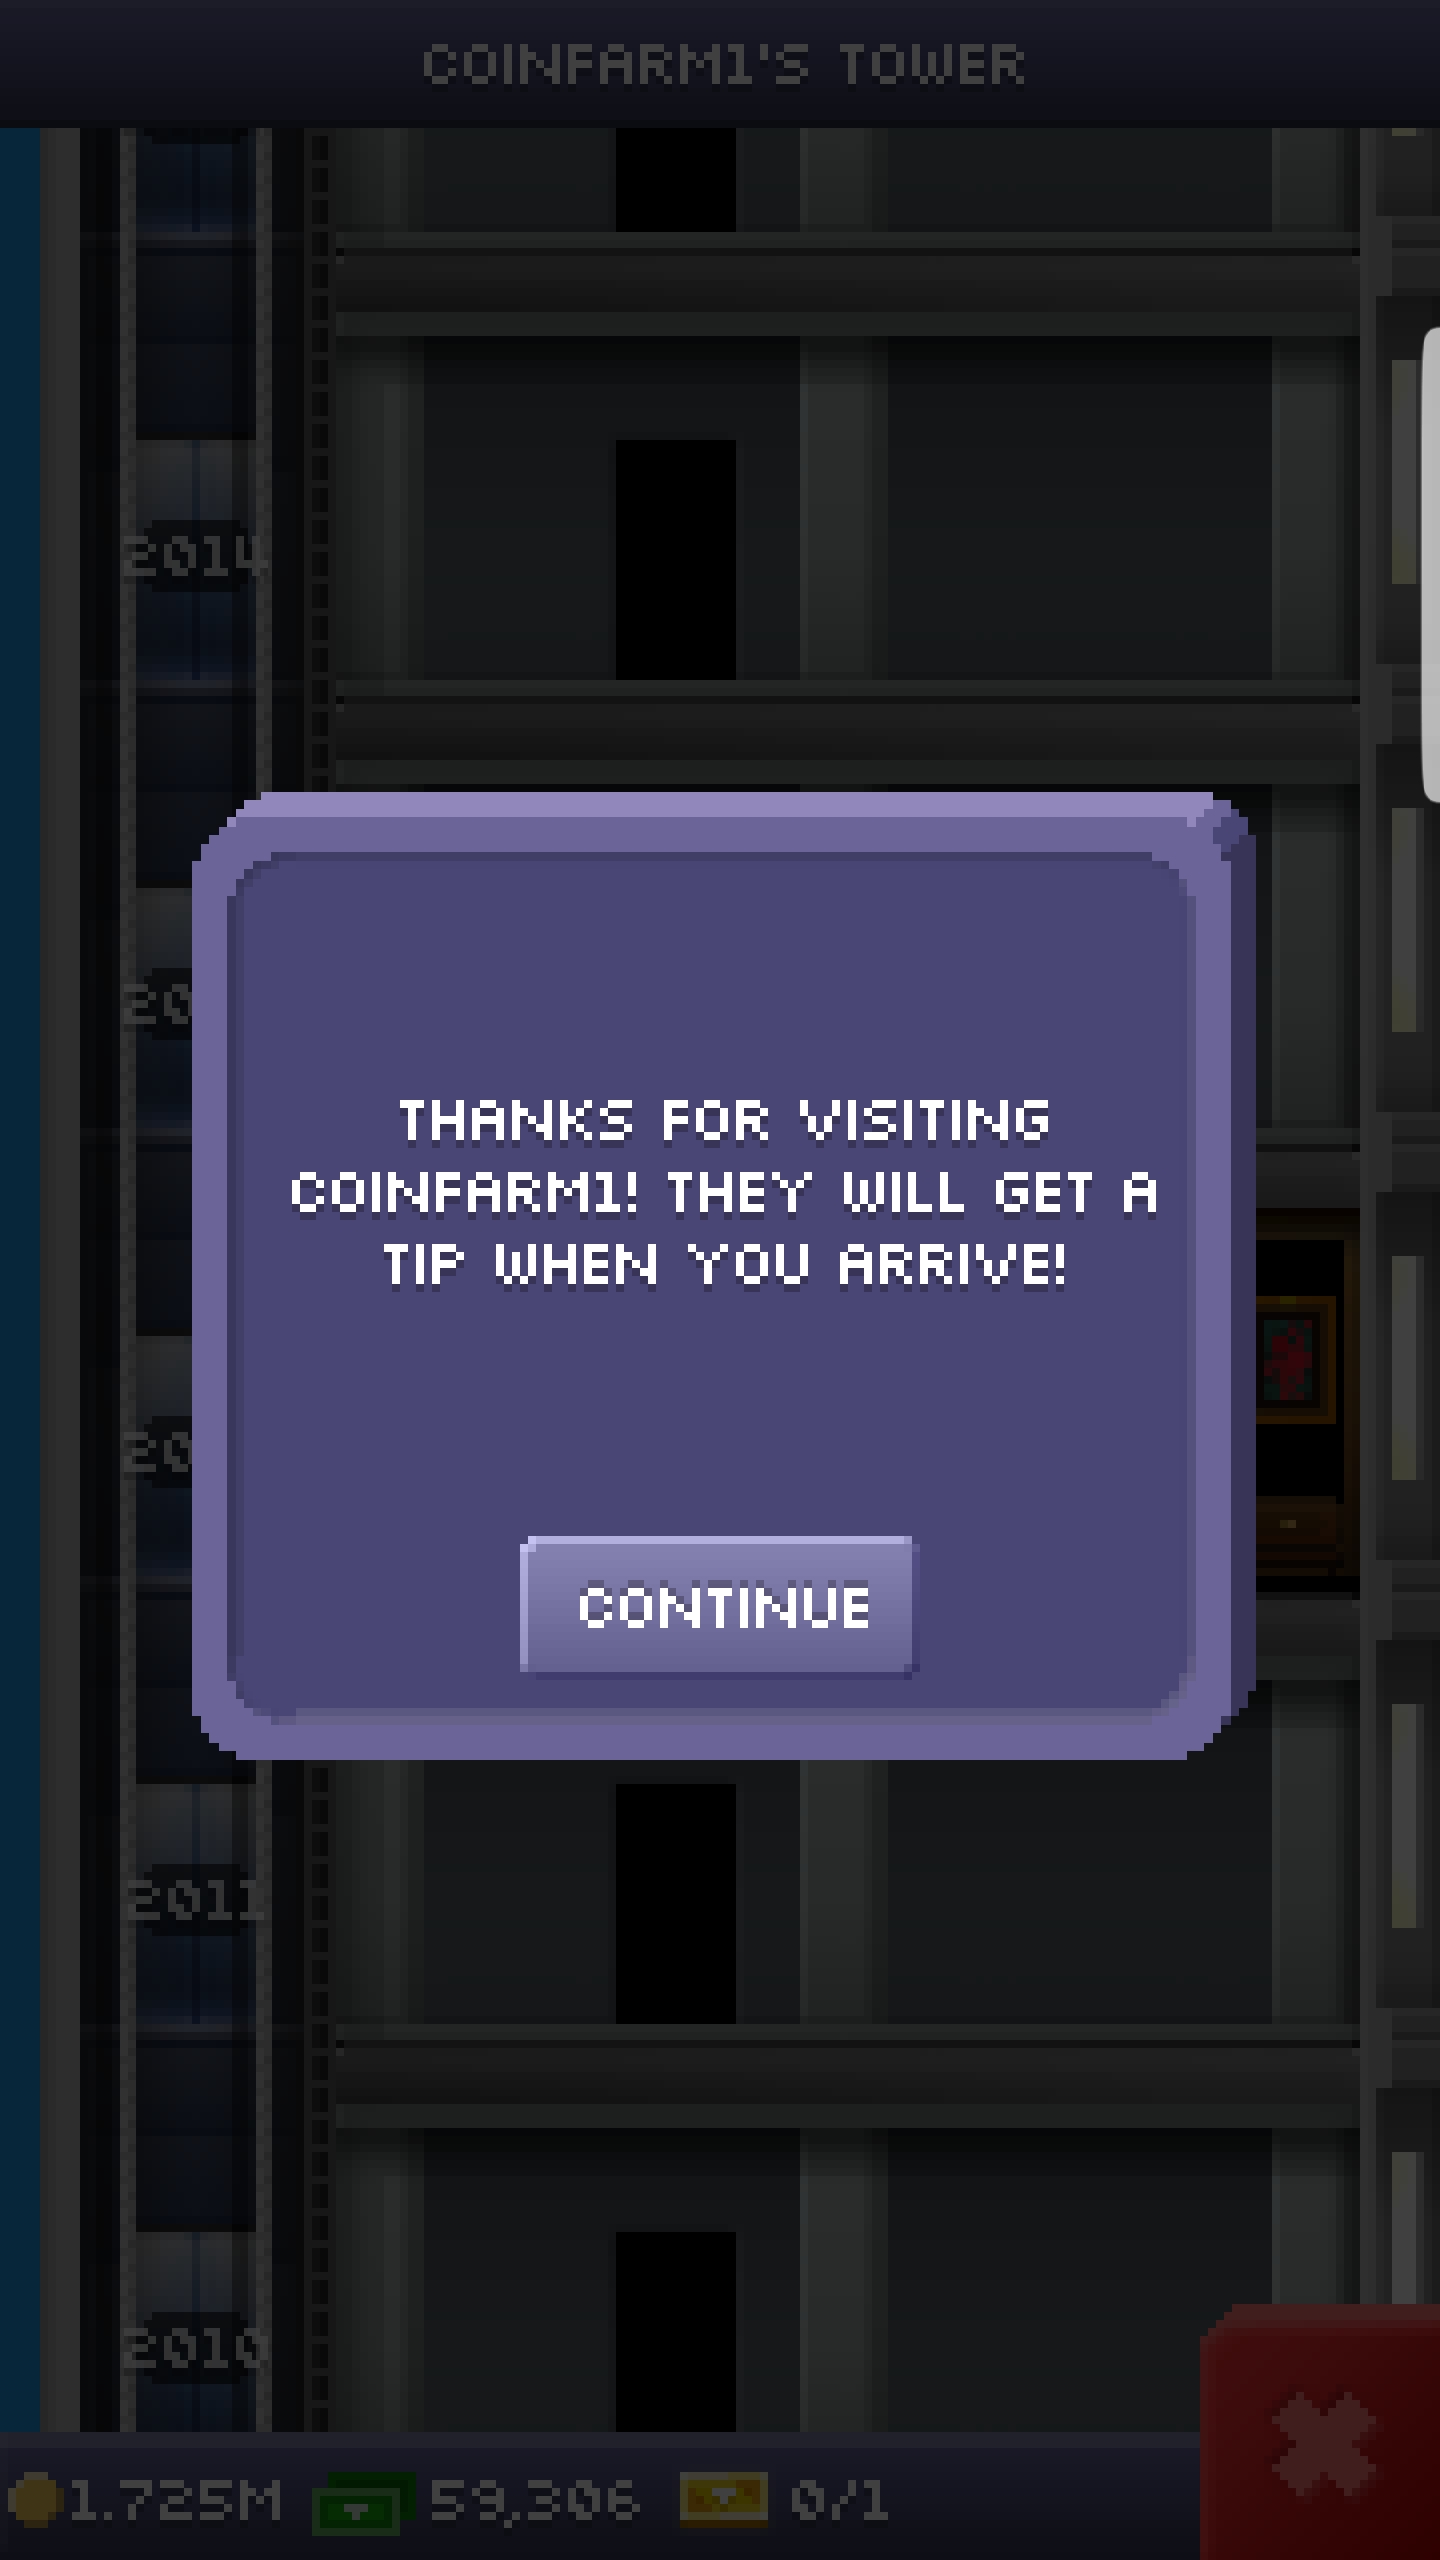 COINFARM1'S TOWER
2014
THANKS FOR VISITING
COINFARM1! THEY WILL GET A
TIP WHEN YOU ARRIVE!
CONTINUE
2011
2010
1.725M 59,306 0/1